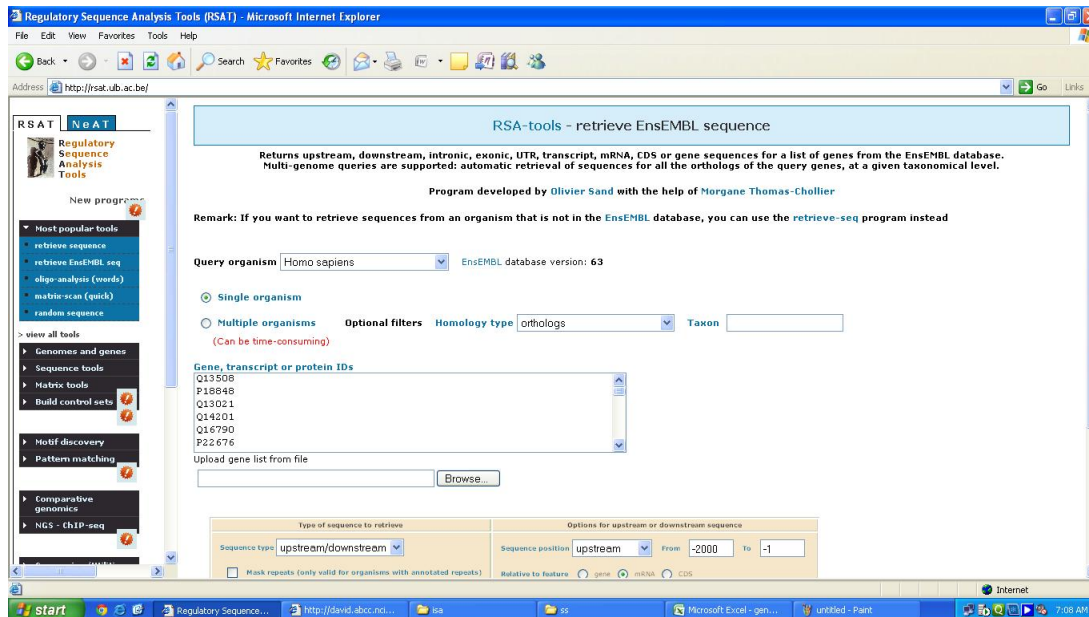 Regulatory Sequence Analysis Tools (RSAT) - Microsoft Internet Explorer
File Edit View Favorites Tools Help
Back Search Favorites
Address http://rsat.ulb.ac.be/ Go Links
RSAT NeAT
Regulatory
Sequence
Analysis
Tools
New programs
Most popular tools
retrieve sequence
retrieve EnsEMBL seq
oligo-analysis (words)
matrix-scan (quick)
random sequence
> view all tools
Genomes and genes
Sequence tools
Matrix tools
Build control sets
Motif discovery
Pattern matching
Comparative
genomics
NGS - ChIP-seq
RSA-tools - retrieve EnsEMBL sequence
Returns upstream, downstream, intronic, exonic, UTR, transcript, mRNA, CDS or gene sequences for a list of genes from the EnsEMBL database.
Multi-genome queries are supported: automatic retrieval of sequences for all the orthologs of the query genes, at a given taxonomical level.
Program developed by Olivier Sand with the help of Morgane Thomas-Chollier
Remark: If you want to retrieve sequences from an organism that is not in the EnsEMBL database, you can use the retrieve-seq program instead
Query organism Homo sapiens EnsEMBL database version: 63
Single organism
Multiple organisms Optional filters Homology type orthologs Taxon
(Can be time-consuming)
Gene, transcript or protein IDs
Q13508
P18848
Q13021
Q14201
Q16790
P22676
Upload gene list from file
Browse...
Type of sequence to retrieve
Sequence type upstream/downstream
Mask repeats (only valid for organisms with annotated repeats)
Options for upstream or downstream sequence
Sequence position upstream From -2000 To -1
Relative to feature gene mRNA CDS
Internet
start Regulatory Sequence... http://david.abcc.nci... isa ss Microsoft Excel - gen... untitled - Paint 7:08 AM